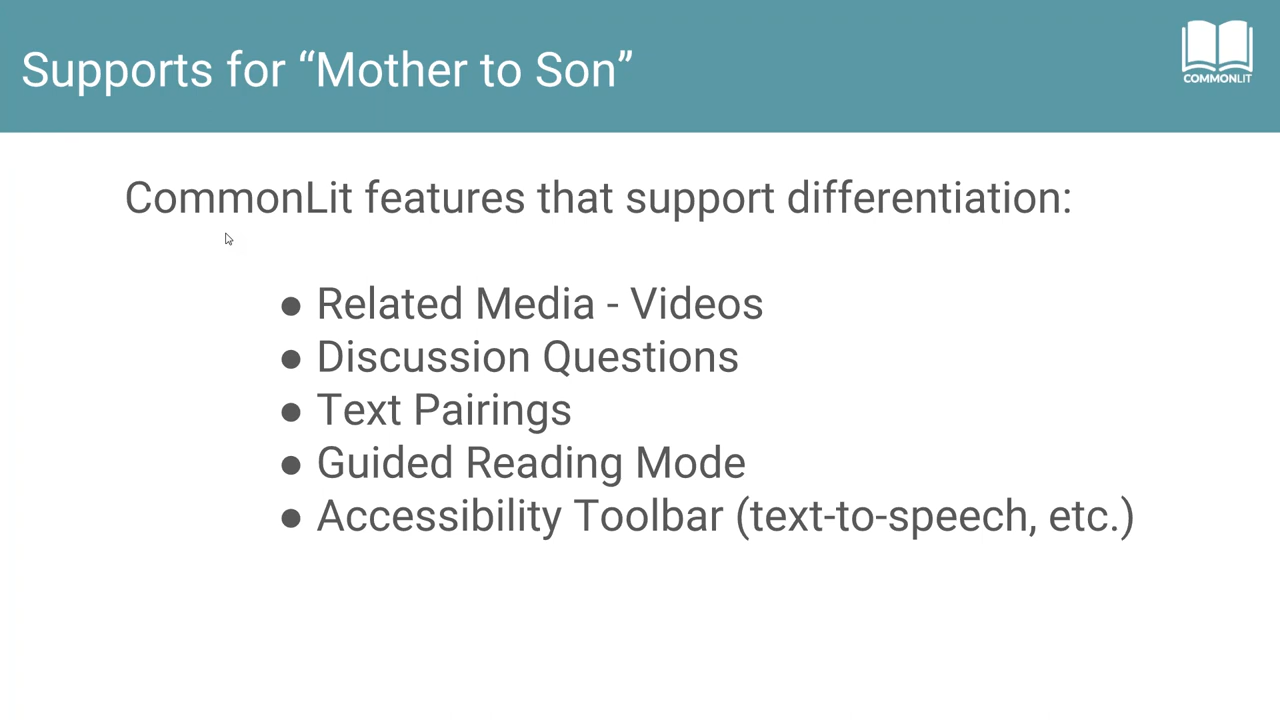 Supports for “Mother to Son”
COMMONLIT
CommonLit features that support differentiation:
● Related Media - Videos
● Discussion Questions
● Text Pairings
● Guided Reading Mode
● Accessibility Toolbar (text-to-speech, etc.)